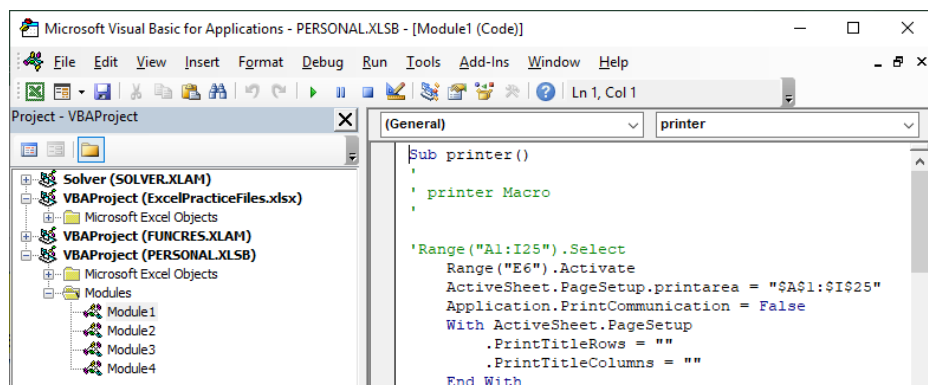 Microsoft Visual Basic for Applications - PERSONAL.XLSB - [Module1 (Code)]
File Edit View Insert Format Debug Run Tools Add-Ins Window Help
Ln 1, Col 1
Project - VBAProject
Solver (SOLVER.XLAM)
VBAProject (ExcelPracticeFiles.xlsx)
Microsoft Excel Objects
VBAProject (FUNCRES.XLAM)
VBAProject (PERSONAL.XLSB)
Microsoft Excel Objects
Modules
Module1
Module2
Module3
Module4
(General) printer
Sub printer()
'
' printer Macro
'
'Range("A1:I25").Select
Range("E6").Activate
ActiveSheet.PageSetup.printarea = "$A$1:$I$25"
Application.PrintCommunication = False
With ActiveSheet.PageSetup
.PrintTitleRows = ""
.PrintTitleColumns = ""
End With